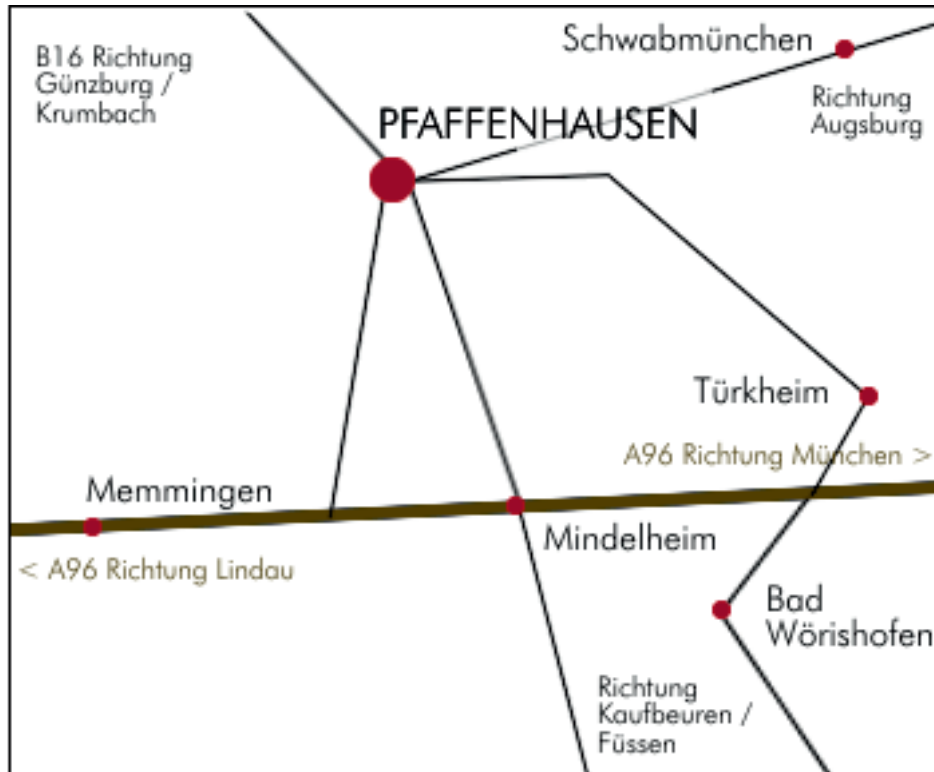 Schwabmünchen
B16 Richtung
Günzburg /
Krumbach
Richtung
Augsburg
PFAFFENHAUSEN
Türkheim
A96 Richtung München >
Memmingen
Mindelheim
< A96 Richtung Lindau
Bad
Wörishofen
Richtung
Kaufbeuren /
Füssen